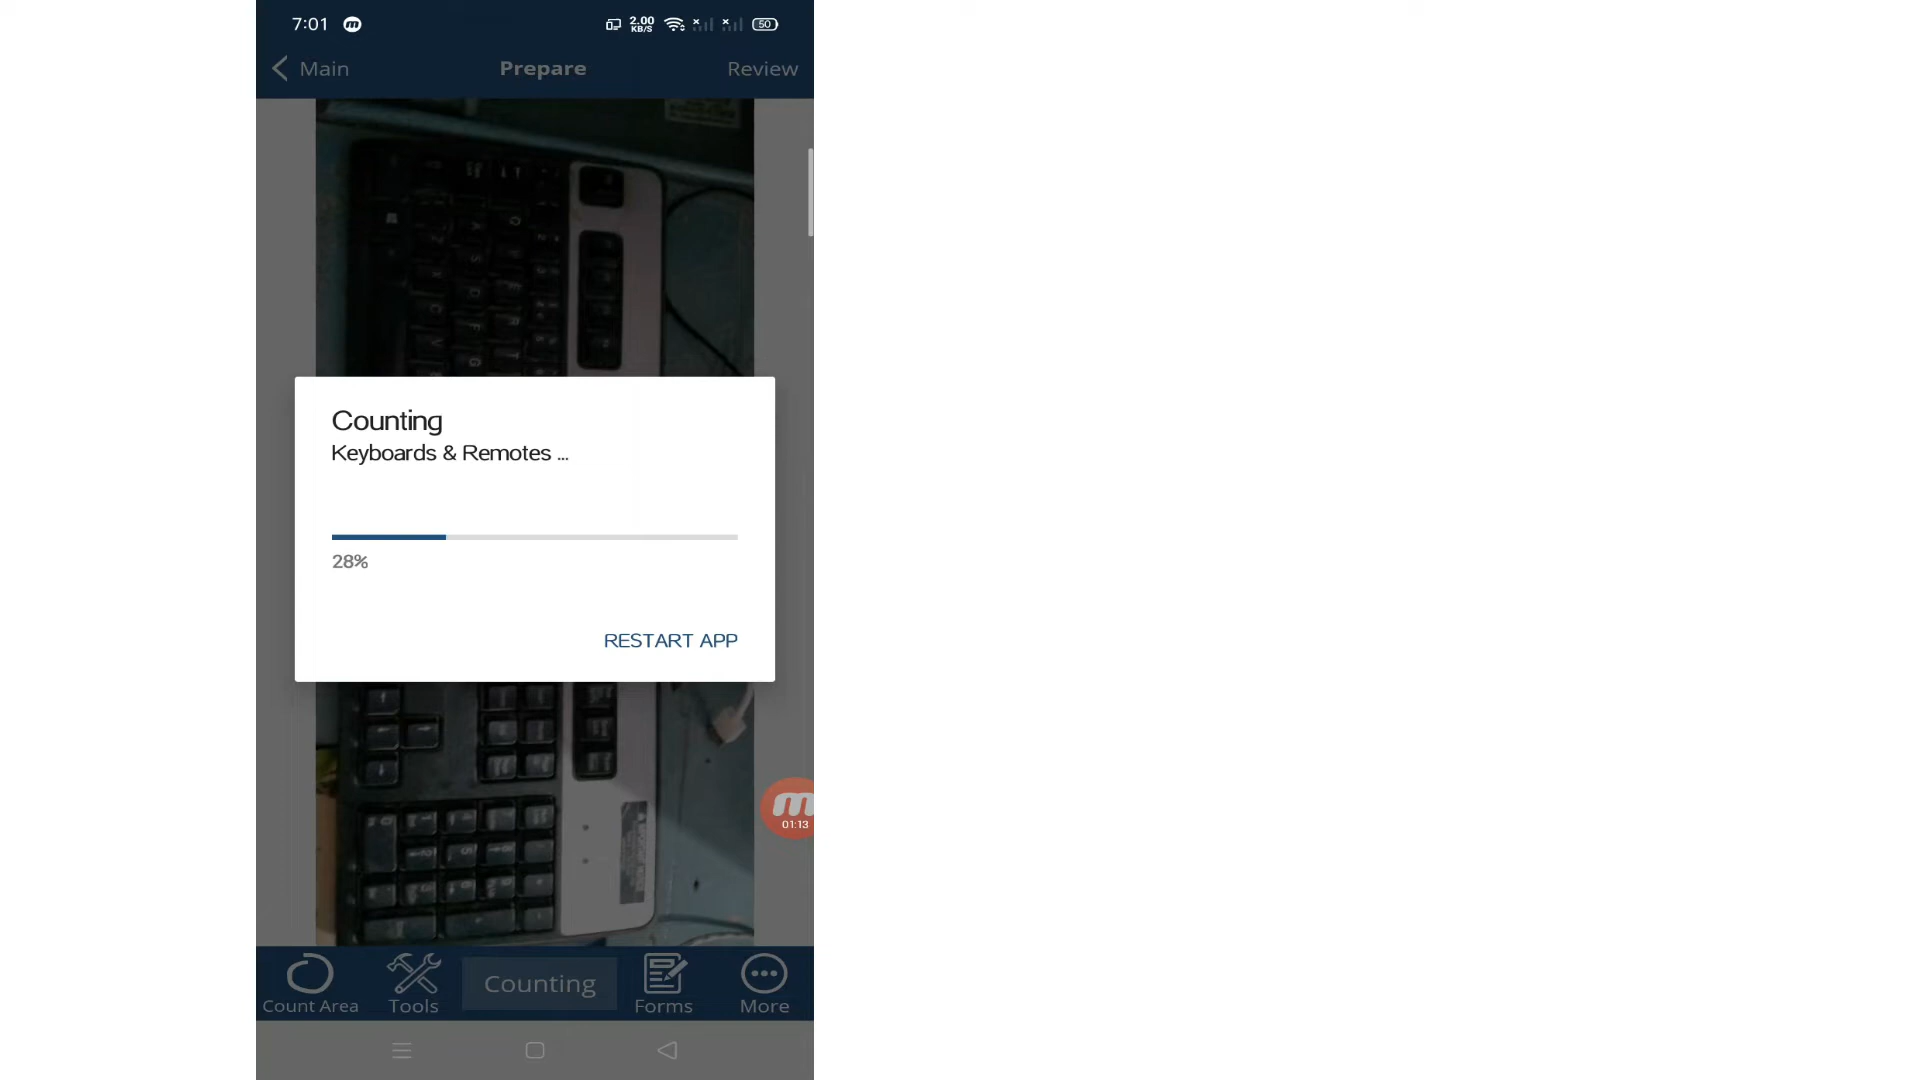 7:01
2.00
KB/S
50
Main
Prepare
Review
Counting
Keyboards & Remotes ...
28%
RESTART APP
01:13
Count Area
Tools
Counting
Forms
More